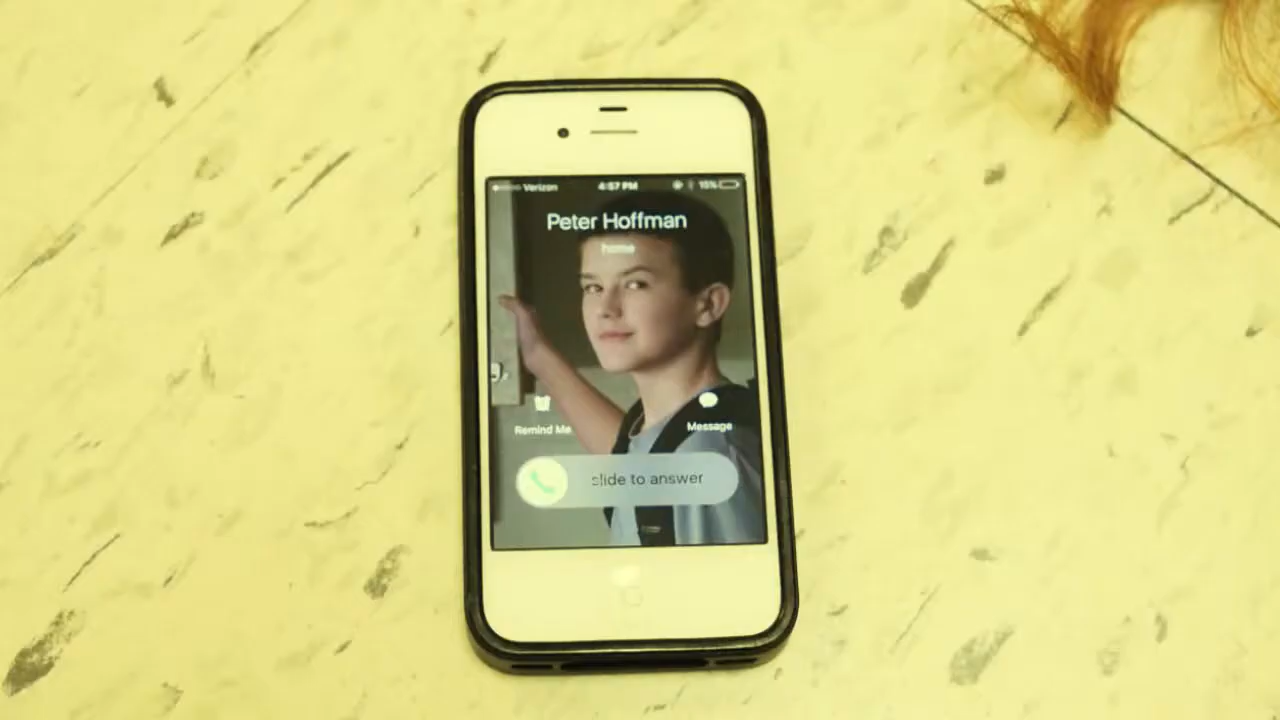 Verizon 4:57 PM 15%
Peter Hoffman
home
Remind Me Message
slide to answer